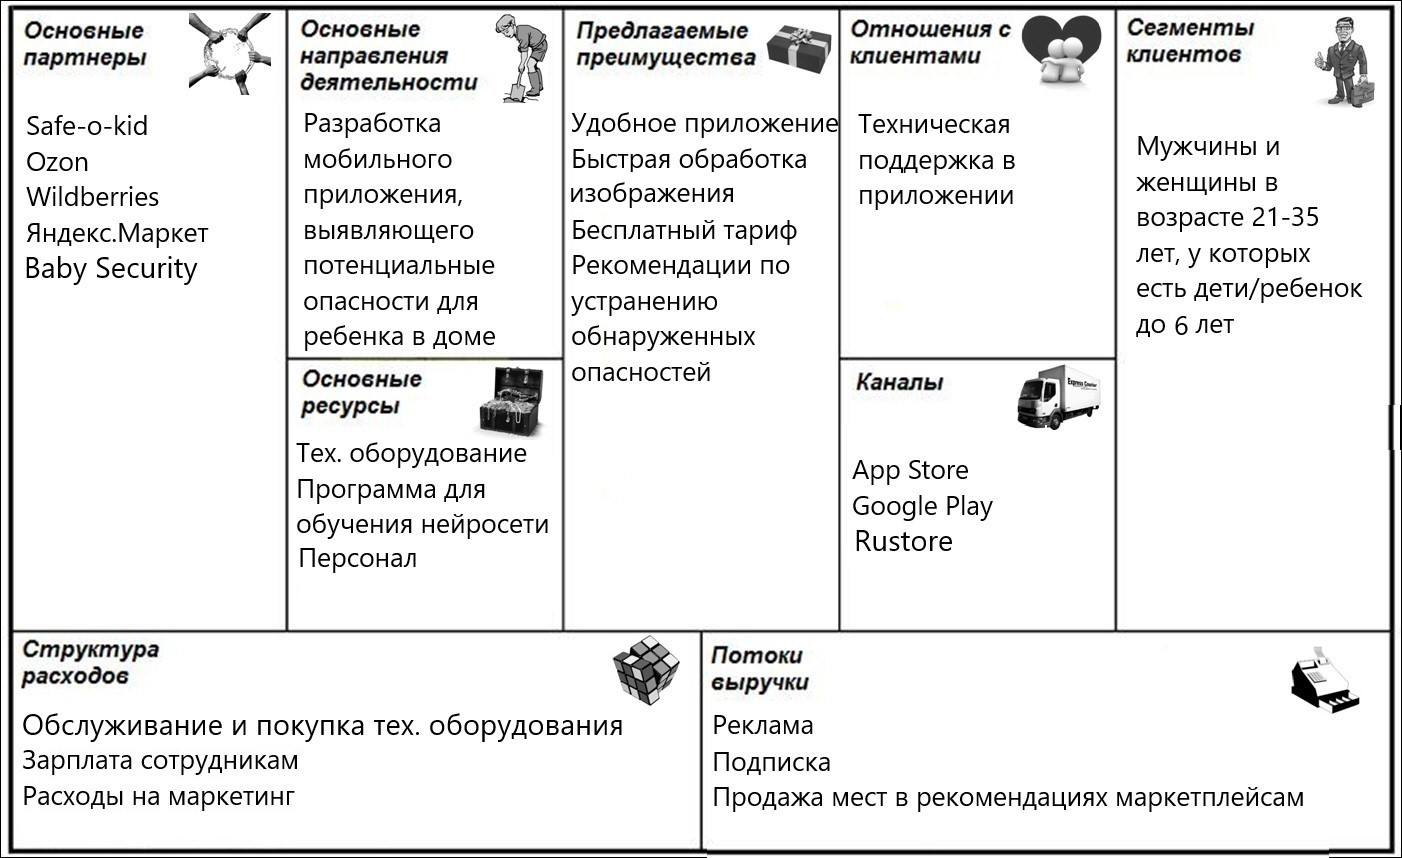 Основные
партнеры
Safe-o-kid
Ozon
Wildberries
Яндекс.Маркет
Baby Security
Основные
направления
деятельности
Разработка
мобильного
приложения,
выявляющего
потенциальные
опасности для
ребенка в доме
Основные
ресурсы
Тех. оборудование
Программа для
обучения нейросети
Персонал
Предлагаемые
преимущества
Удобное приложение
Быстрая обработка
изображения
Бесплатный тариф
Рекомендации по
устранению
обнаруженных
опасностей
Отношения с
клиентами
Техническая
поддержка в
приложении
Каналы
Express Courier
App Store
Google Play
Rustore
Сегменты
клиентов
Мужчины и
женщины в
возрасте 21-35
лет, у которых
есть дети/ребенок
до 6 лет
Структура
расходов
Обслуживание и покупка тех. оборудования
Зарплата сотрудникам
Расходы на маркетинг
Потоки
выручки
Реклама
Подписка
Продажа мест в рекомендациях маркетплейсам